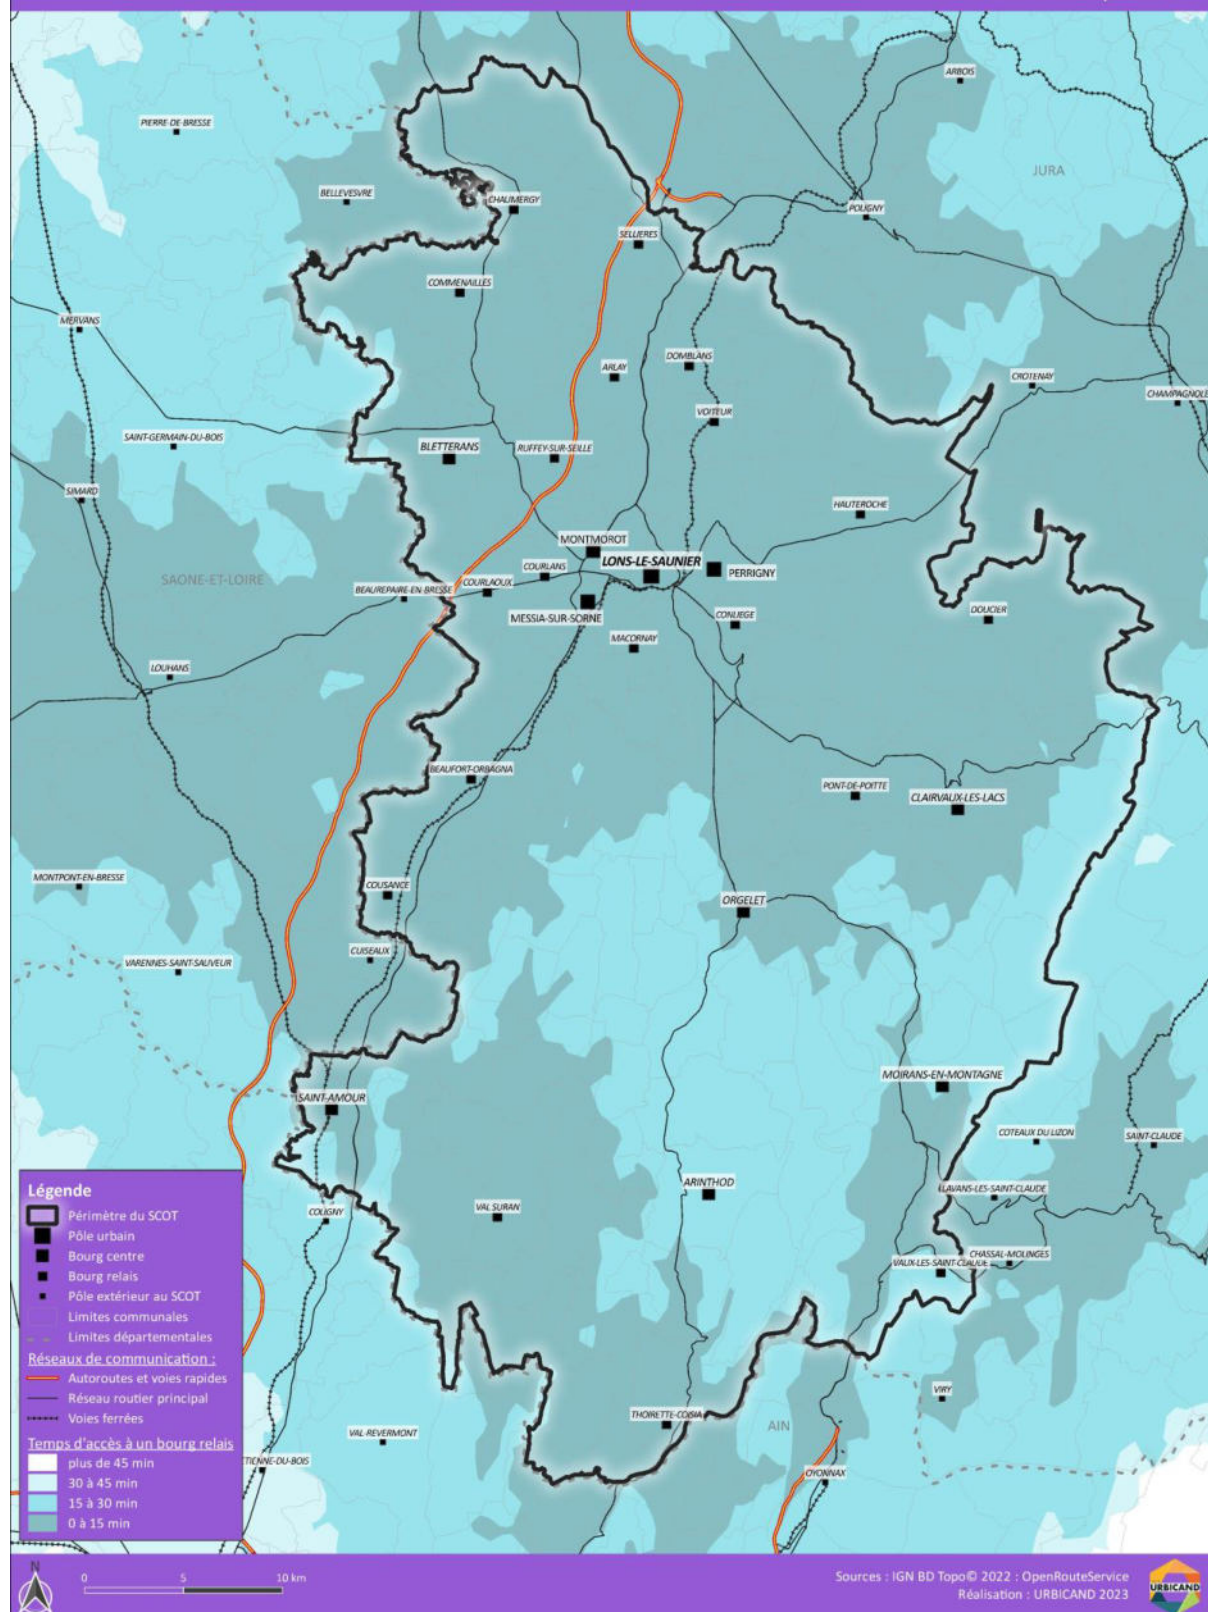 ARBOIS
PIERRE-DE-BRESSE
JURA
BELLEVESVRE
CHAUMERGY
POLIGNY
SELLIERES
COMMENAILLES
MERVANS
DOMBLANS
ARLAY
CROTENAY
CHAMPAGNOLE
VOITEUR
SAINT-GERMAIN-DU-BOIS
BLETTERANS
RUFFEY-SUR-SEILLE
SIMARD
HAUTEROCHE
MONTMOROT
LONS-LE-SAUNIER
PERRIGNY
COURLANS
SAONE-ET-LOIRE
COURLAOUX
BEAUREPAIRE-EN-BRESSE
MESSIA-SUR-SORNE
CONLIEGE
DOUCIER
MACORNAY
LOUHANS
BEAUFORT-ORBAGNA
PONT-DE-POITTE
CLAIRVAUX-LES-LACS
MONTPONT-EN-BRESSE
COUSANCE
ORGELET
CUISEAUX
VARENNES-SAINT-SAUVEUR
MOIRANS-EN-MONTAGNE
SAINT-AMOUR
COTEAUX DU LIZON
SAINT-CLAUDE
ARINTHOD
LAVANS-LES-SAINT-CLAUDE
VAL SURAN
COLIGNY
CHASSAL-MOLINGES
VAUX-LES-SAINT-CLAUDE
VIRY
THOIRETTE-COISIA
AIN
VAL-REVERMONT
ETIENNE-DU-BOIS
OYONNAX
Légende
Périmètre du SCOT
Pôle urbain
Bourg centre
Bourg relais
Pôle extérieur au SCOT
Limites communales
Limites départementales
Réseaux de communication :
Autoroutes et voies rapides
Réseau routier principal
Voies ferrées
Temps d'accès à un bourg relais
plus de 45 min
30 à 45 min
15 à 30 min
0 à 15 min
N
0 5 10 km
Sources : IGN BD Topo© 2022 : OpenRouteService
Réalisation : URBICAND 2023
URBICAND